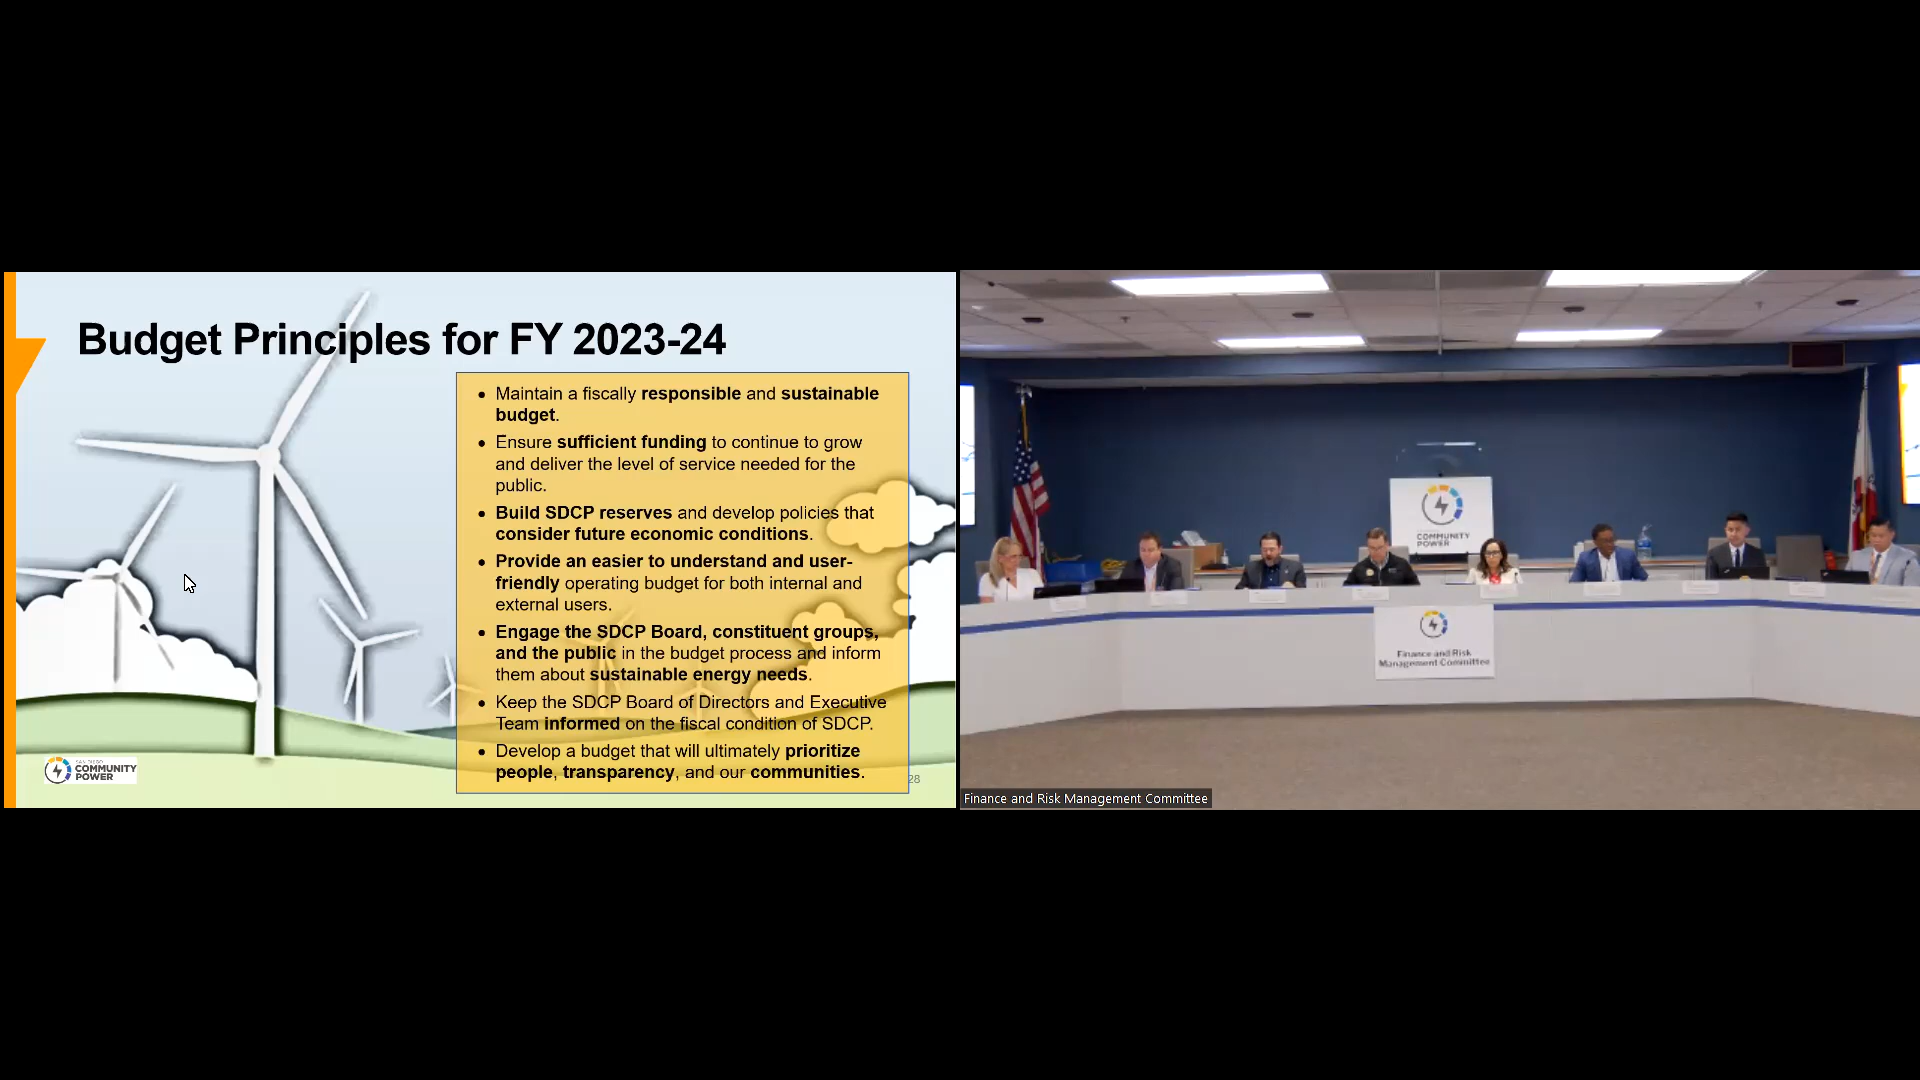 Budget Principles for FY 2023-24
• Maintain a fiscally responsible and sustainable
budget.
• Ensure sufficient funding to continue to grow
and deliver the level of service needed for the
public.
• Build SDCP reserves and develop policies that
consider future economic conditions.
• Provide an easier to understand and user-
friendly operating budget for both internal and
external users.
• Engage the SDCP Board, constituent groups,
and the public in the budget process and inform
them about sustainable energy needs.
• Keep the SDCP Board of Directors and Executive
Team informed on the fiscal condition of SDCP.
• Develop a budget that will ultimately prioritize
people, transparency, and our communities.
SAN DIEGO
COMMUNITY
POWER
28
COMMUNITY
POWER
Finance and Risk
Management Committee
Finance and Risk Management Committee